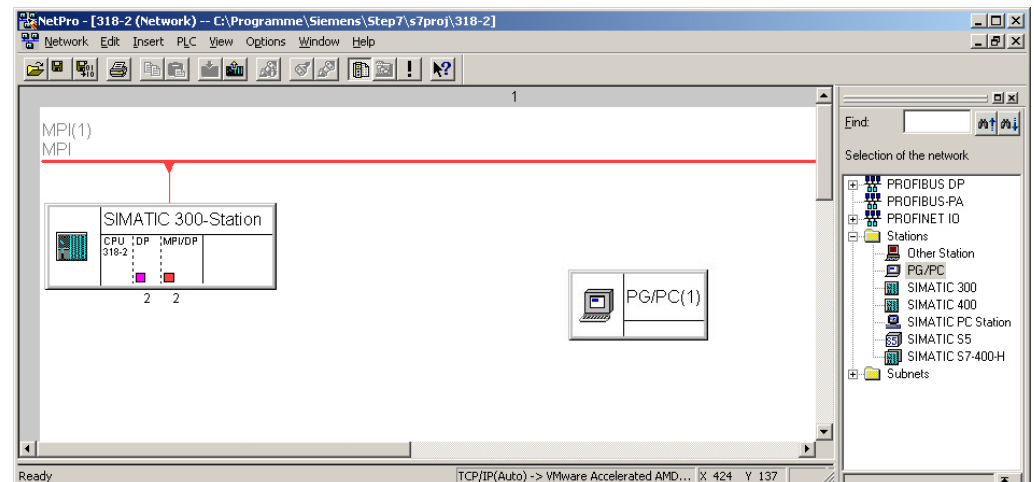 NetPro - [318-2 (Network) -- C:\Programme\Siemens\Step7\s7proj\318-2]
Network Edit Insert PLC View Options Window Help
1
MPI(1)
MPI
SIMATIC 300-Station
CPU DP MPI/DP
318-2
2 2
PG/PC(1)
Find:
Selection of the network
PROFIBUS DP
PROFIBUS-PA
PROFINET IO
Stations
Other Station
PG/PC
SIMATIC 300
SIMATIC 400
SIMATIC PC Station
S5 SIMATIC S5
SIMATIC S7-400-H
Subnets
Ready
TCP/IP(Auto) -> VMware Accelerated AMD... X 424 Y 137